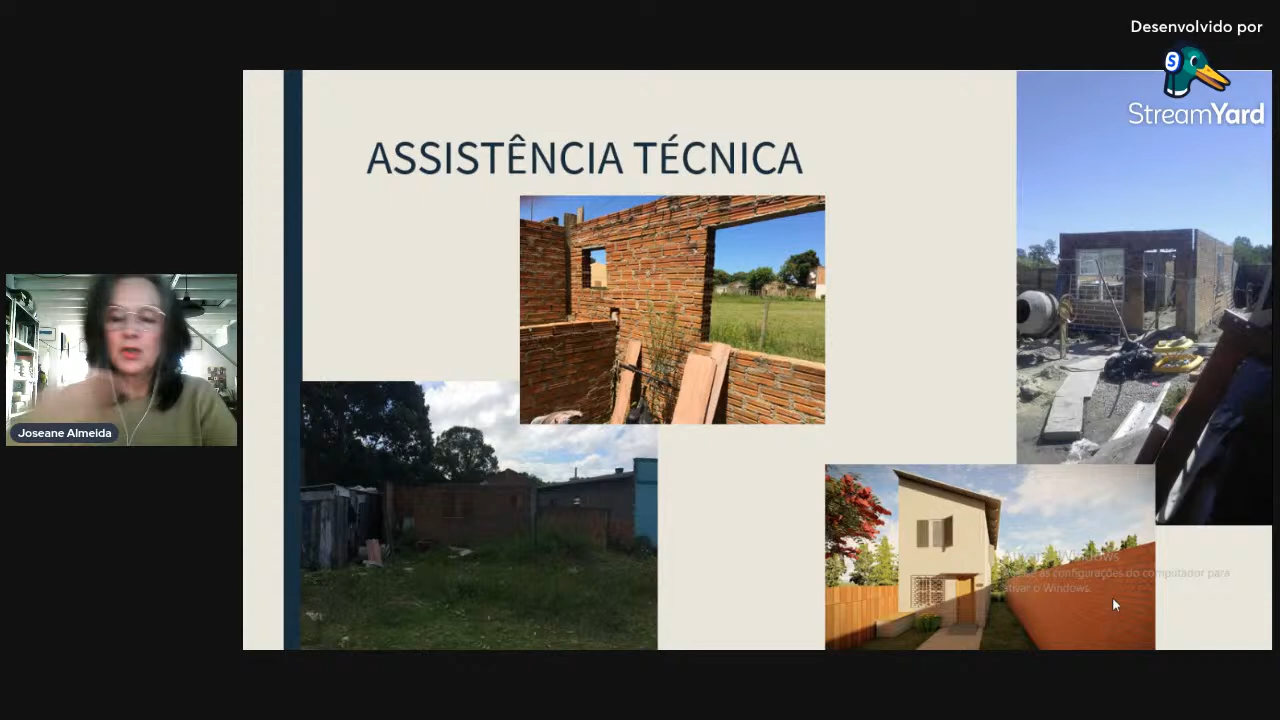 Desenvolvido por
StreamYard
ASSISTÊNCIA TÉCNICA
Joseane Almeida
as configurações do computador para
ativar o Windows.